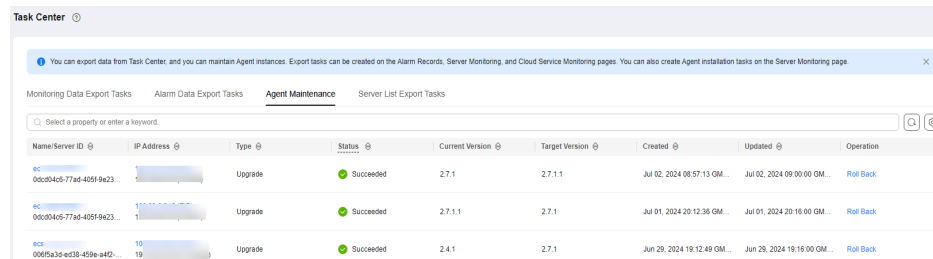 Task Center
You can export data from Task Center, and you can maintain Agent instances. Export tasks can be created on the Alarm Records, Server Monitoring, and Cloud Service Monitoring pages. You can also create Agent installation tasks on the Server Monitoring page.
Monitoring Data Export Tasks Alarm Data Export Tasks Agent Maintenance Server List Export Tasks
Select a property or enter a keyword.
Name/Server ID IP Address Type Status Current Version Target Version Created Updated Operation
ec
0dcd04c6-77ad-405f-9e23... Upgrade Succeeded 2.7.1 2.7.1.1 Jul 02, 2024 08:57:13 GM... Jul 02, 2024 09:00:00 GM... Roll Back
ec
0dcd04c6-77ad-405f-9e23... Upgrade Succeeded 2.7.1.1 2.7.1 Jul 01, 2024 20:12:36 GM... Jul 01, 2024 20:16:00 GM... Roll Back
ecs 10
006f5a3d-ed38-459e-a4f2-... 19 Upgrade Succeeded 2.4.1 2.7.1 Jun 29, 2024 19:12:49 GM... Jun 29, 2024 19:16:00 GM... Roll Back